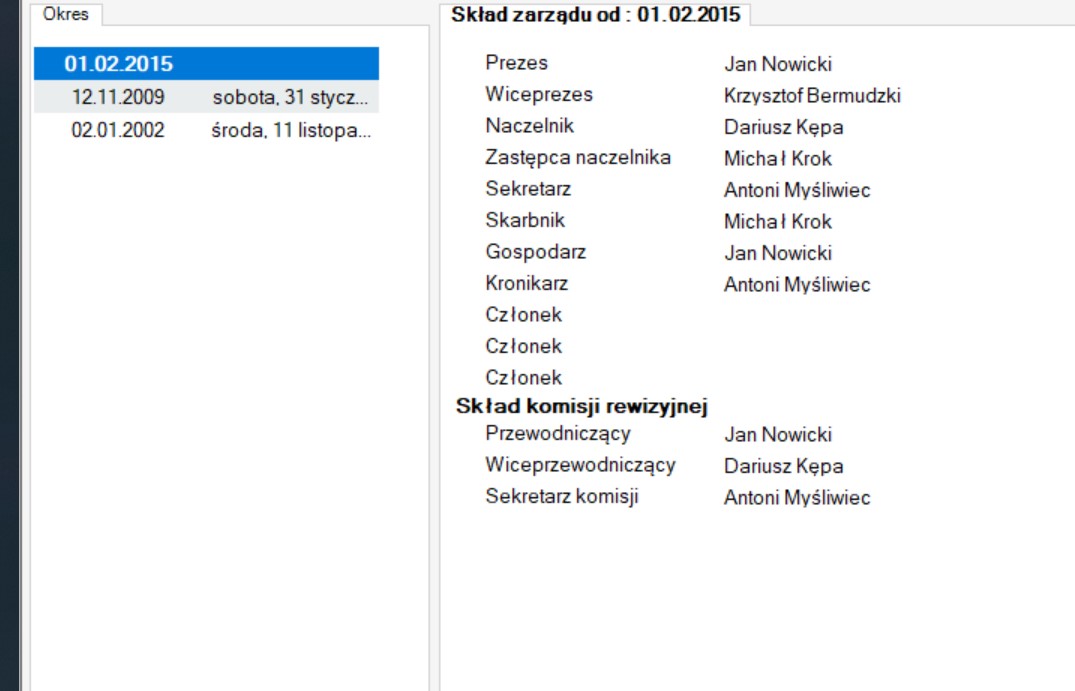 Okres
01.02.2015
12.11.2009 sobota, 31 stycz...
02.01.2002 środa, 11 listopa...
Skład zarządu od : 01.02.2015
Prezes Jan Nowicki
Wiceprezes Krzysztof Bermudzki
Naczelnik Dariusz Kępa
Zastępca naczelnika Michał Krok
Sekretarz Antoni Myśliwiec
Skarbnik Michał Krok
Gospodarz Jan Nowicki
Kronikarz Antoni Myśliwiec
Członek
Członek
Członek
Skład komisji rewizyjnej
Przewodniczący Jan Nowicki
Wiceprzewodniczący Dariusz Kępa
Sekretarz komisji Antoni Myśliwiec